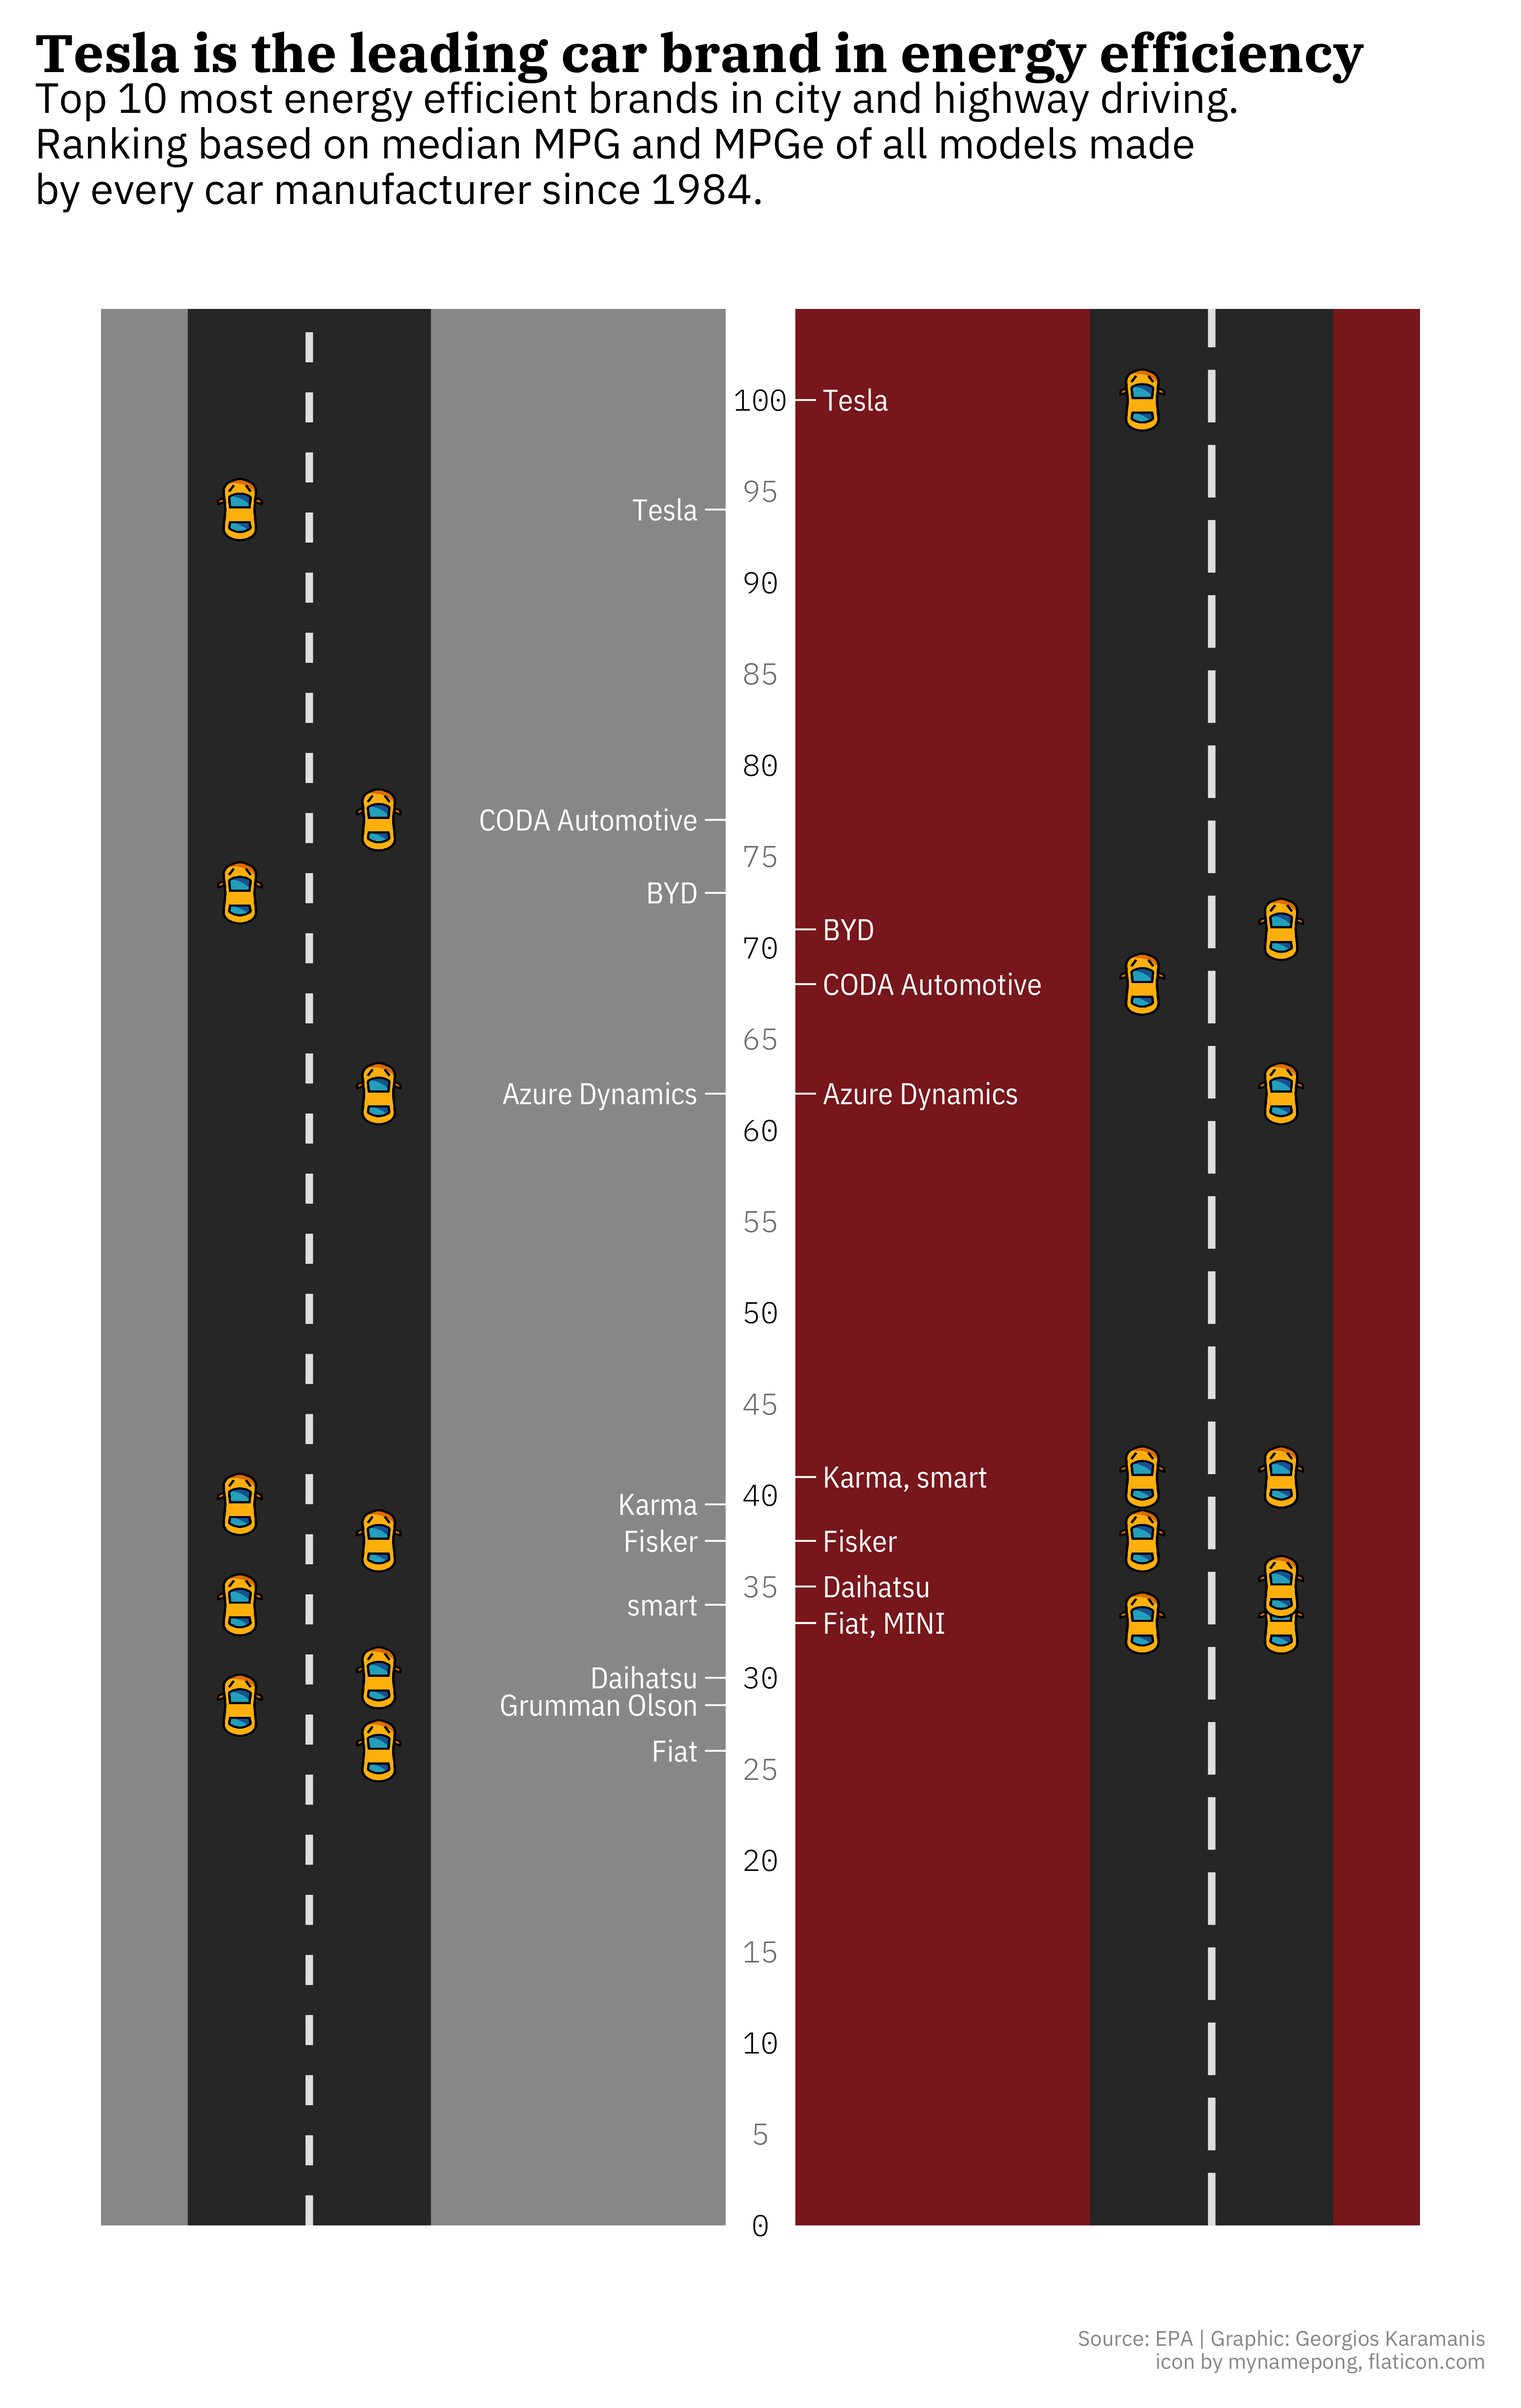 Tesla is the leading car brand in energy efficiency
Top 10 most energy efficient brands in city and highway driving.
Ranking based on median MPG and MPGe of all models made
by every car manufacturer since 1984.
100
Tesla
95
Tesla
90
85
80
CODA Automotive
75
BYD
BYD
70
CODA Automotive
65
Azure Dynamics
Azure Dynamics
60
55
50
45
Karma, smart
40
Karma
Fisker
Fisker
35
Daihatsu
smart
Fiat, MINI
Daihatsu
30
Grumman Olson
Fiat
25
20
15
10
5
0
Source: EPA | Graphic: Georgios Karamanis
icon by mynamepong, flaticon.com